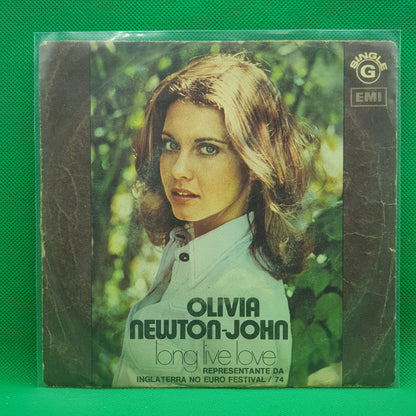 SINGLE
G
EMI
OLIVIA
NEWTON-JOHN
long live love
REPRESENTANTE DA
INGLATERRA NO EURO FESTIVAL / 74